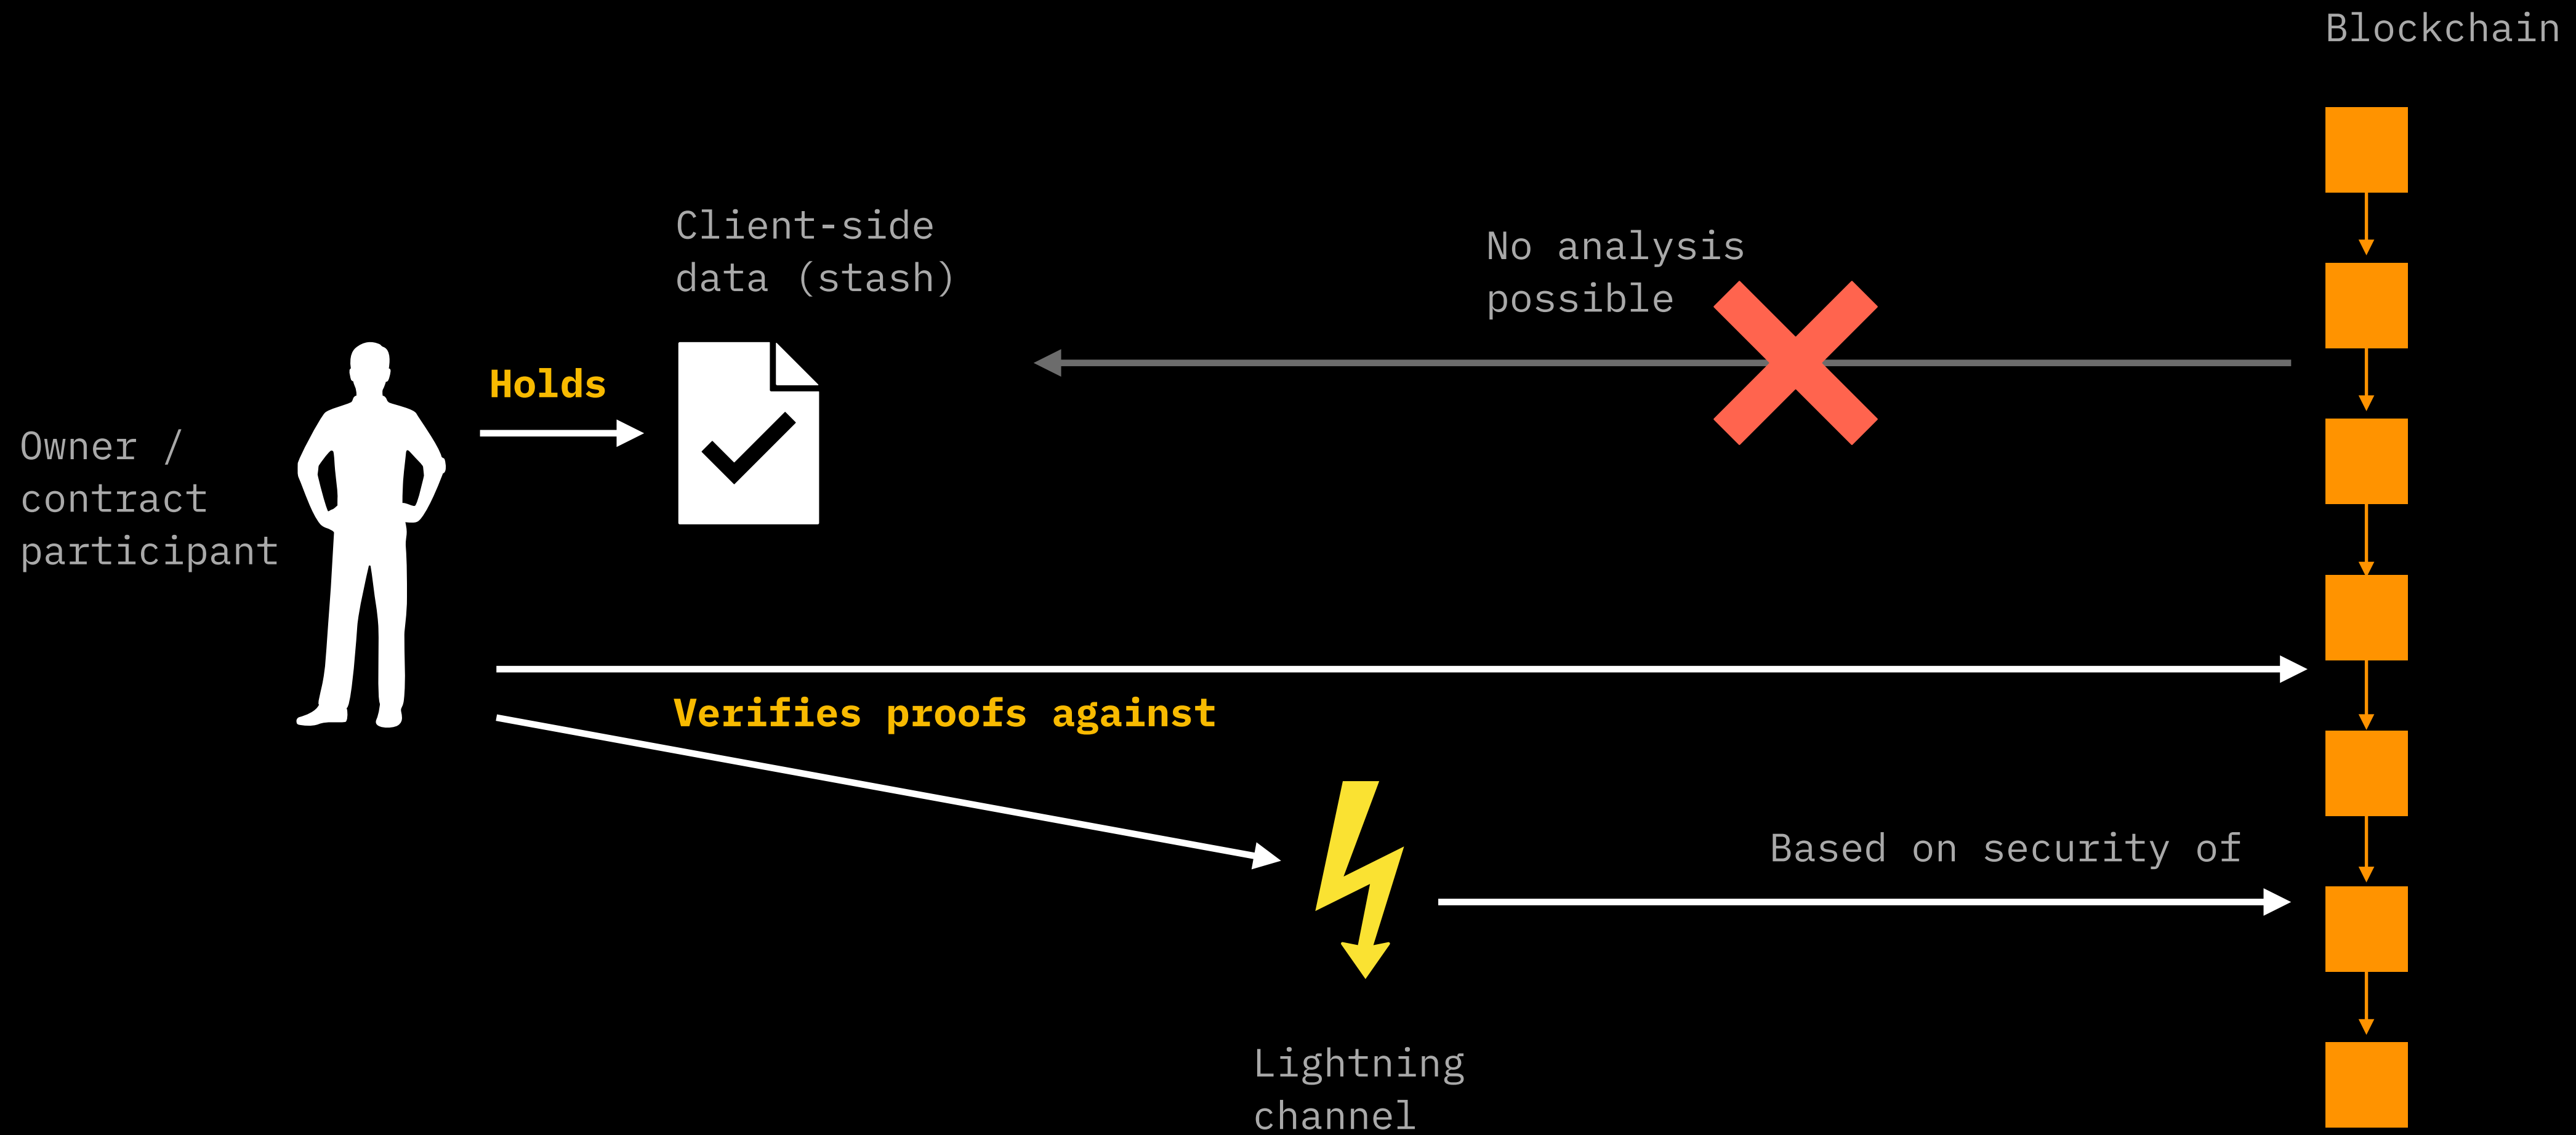 Blockchain
Client-side
data (stash)
No analysis
possible
Holds
Owner /
contract
participant
Verifies proofs against
Based on security of
Lightning
channel